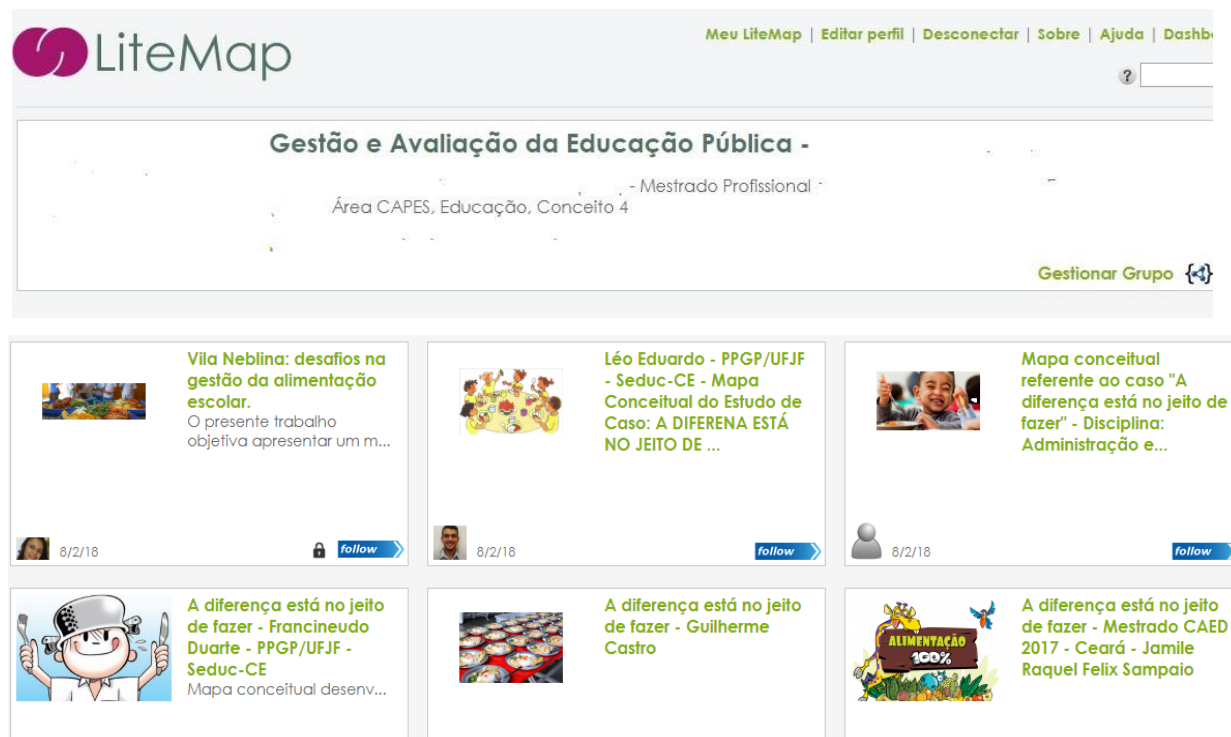 LiteMap
Meu LiteMap | Editar perfil | Desconectar | Sobre | Ajuda |
?
Gestão e Avaliação da Educação Pública -
- Mestrado Profissional -
Área CAPES, Educação, Conceito 4
Gestionar Grupo
Vila Neblina: desafios na
gestão da alimentação
escolar.
O presente trabalho
objetiva apresentar um m...
8/2/18
follow
Léo Eduardo - PPGP/UFJF
- Seduc-CE - Mapa
Conceitual do Estudo de
Caso: A DIFERENA ESTÁ
NO JEITO DE ...
8/2/18
follow
Mapa conceitual
referente ao caso "A
diferença está no jeito de
fazer" - Disciplina:
Administração e...
8/2/18
follow
A diferença está no jeito
de fazer - Francineudo
Duarte - PPGP/UFJF -
Seduc-CE
Mapa conceitual desenv...
A diferença está no jeito
de fazer - Guilherme
Castro
ALIMENTAÇÃO
100%
A diferença está no jeito
de fazer - Mestrado CAED
2017 - Ceará - Jamile
Raquel Felix Sampaio